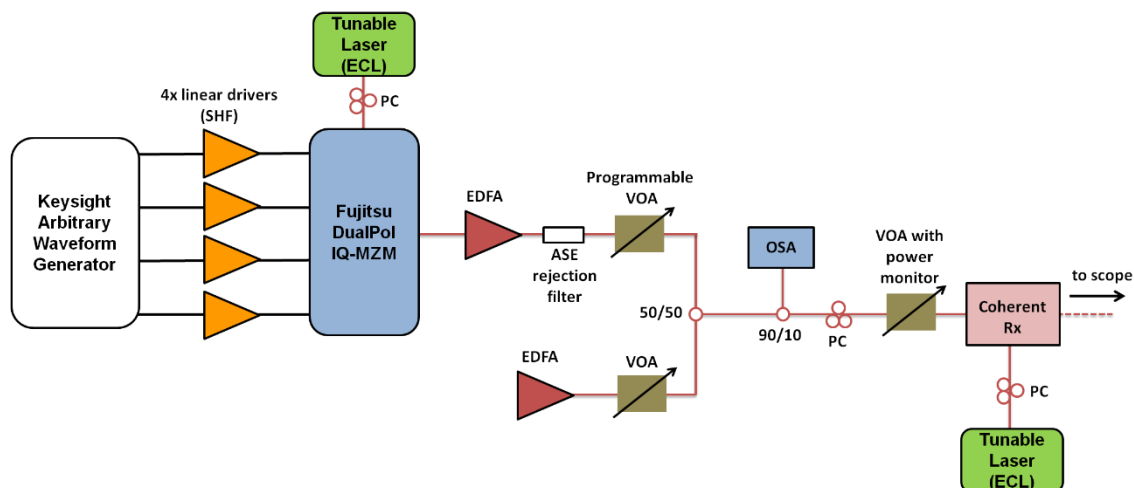 Tunable
Laser
(ECL)
PC
4x linear drivers
(SHF)
Keysight
Arbitrary
Waveform
Generator
Fujitsu
DualPol
IQ-MZM
EDFA
ASE
rejection
filter
Programmable
VOA
50/50
EDFA
VOA
OSA
90/10
PC
VOA with
power
monitor
Coherent
Rx
to scope
PC
Tunable
Laser
(ECL)